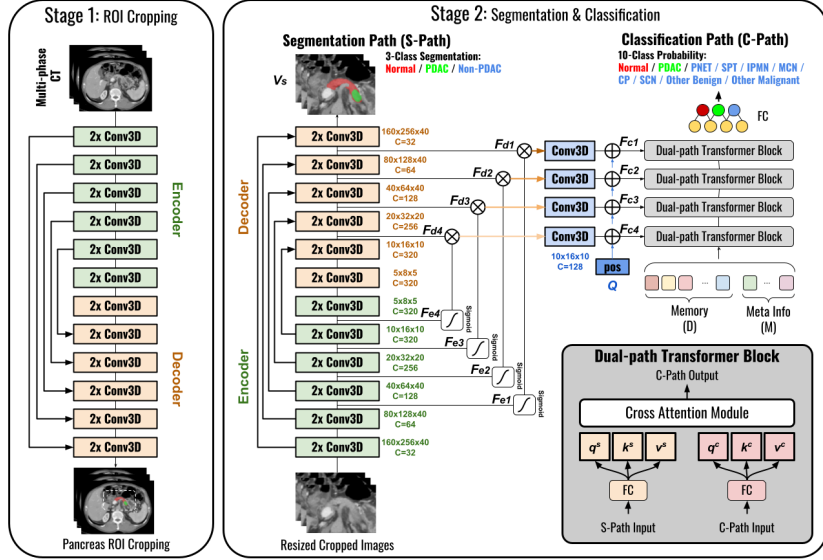 Stage 1: ROI Cropping
Multi-phase
CT
2x Conv3D
2x Conv3D
2x Conv3D
2x Conv3D
2x Conv3D
2x Conv3D
2x Conv3D
2x Conv3D
2x Conv3D
2x Conv3D
2x Conv3D
2x Conv3D
Encoder
Decoder
Pancreas ROI Cropping
Stage 2: Segmentation & Classification
Segmentation Path (S-Path)
3-Class Segmentation:
Normal / PDAC / Non-PDAC
Vs
Classification Path (C-Path)
10-Class Probability:
Normal / PDAC / PNET / SPT / IPMN / MCN /
CP / SCN / Other Benign / Other Malignant
FC
Decoder
Encoder
2x Conv3D
160x256x40
C=32
2x Conv3D
80x128x40
C=64
2x Conv3D
40x64x40
C=128
2x Conv3D
20x32x20
C=256
2x Conv3D
10x16x10
C=320
2x Conv3D
5x8x5
C=320
2x Conv3D
5x8x5
C=320
2x Conv3D
10x16x10
C=320
2x Conv3D
20x32x20
C=256
2x Conv3D
40x64x40
C=128
2x Conv3D
80x128x40
C=64
2x Conv3D
160x256x40
C=32
Resized Cropped Images
Fd1
Fd2
Fd3
Fd4
Fe4
Fe3
Fe2
Fe1
Sigmoid
Sigmoid
Sigmoid
Sigmoid
Conv3D
Conv3D
Conv3D
Conv3D
10x16x10
C=128
pos
Q
Fc1
Fc2
Fc3
Fc4
Dual-path Transformer Block
Dual-path Transformer Block
Dual-path Transformer Block
Dual-path Transformer Block
...
...
Memory
(D)
Meta Info
(M)
Dual-path Transformer Block
C-Path Output
Cross Attention Module
q^s
k^s
v^s
q^c
k^c
v^c
FC
FC
S-Path Input
C-Path Input